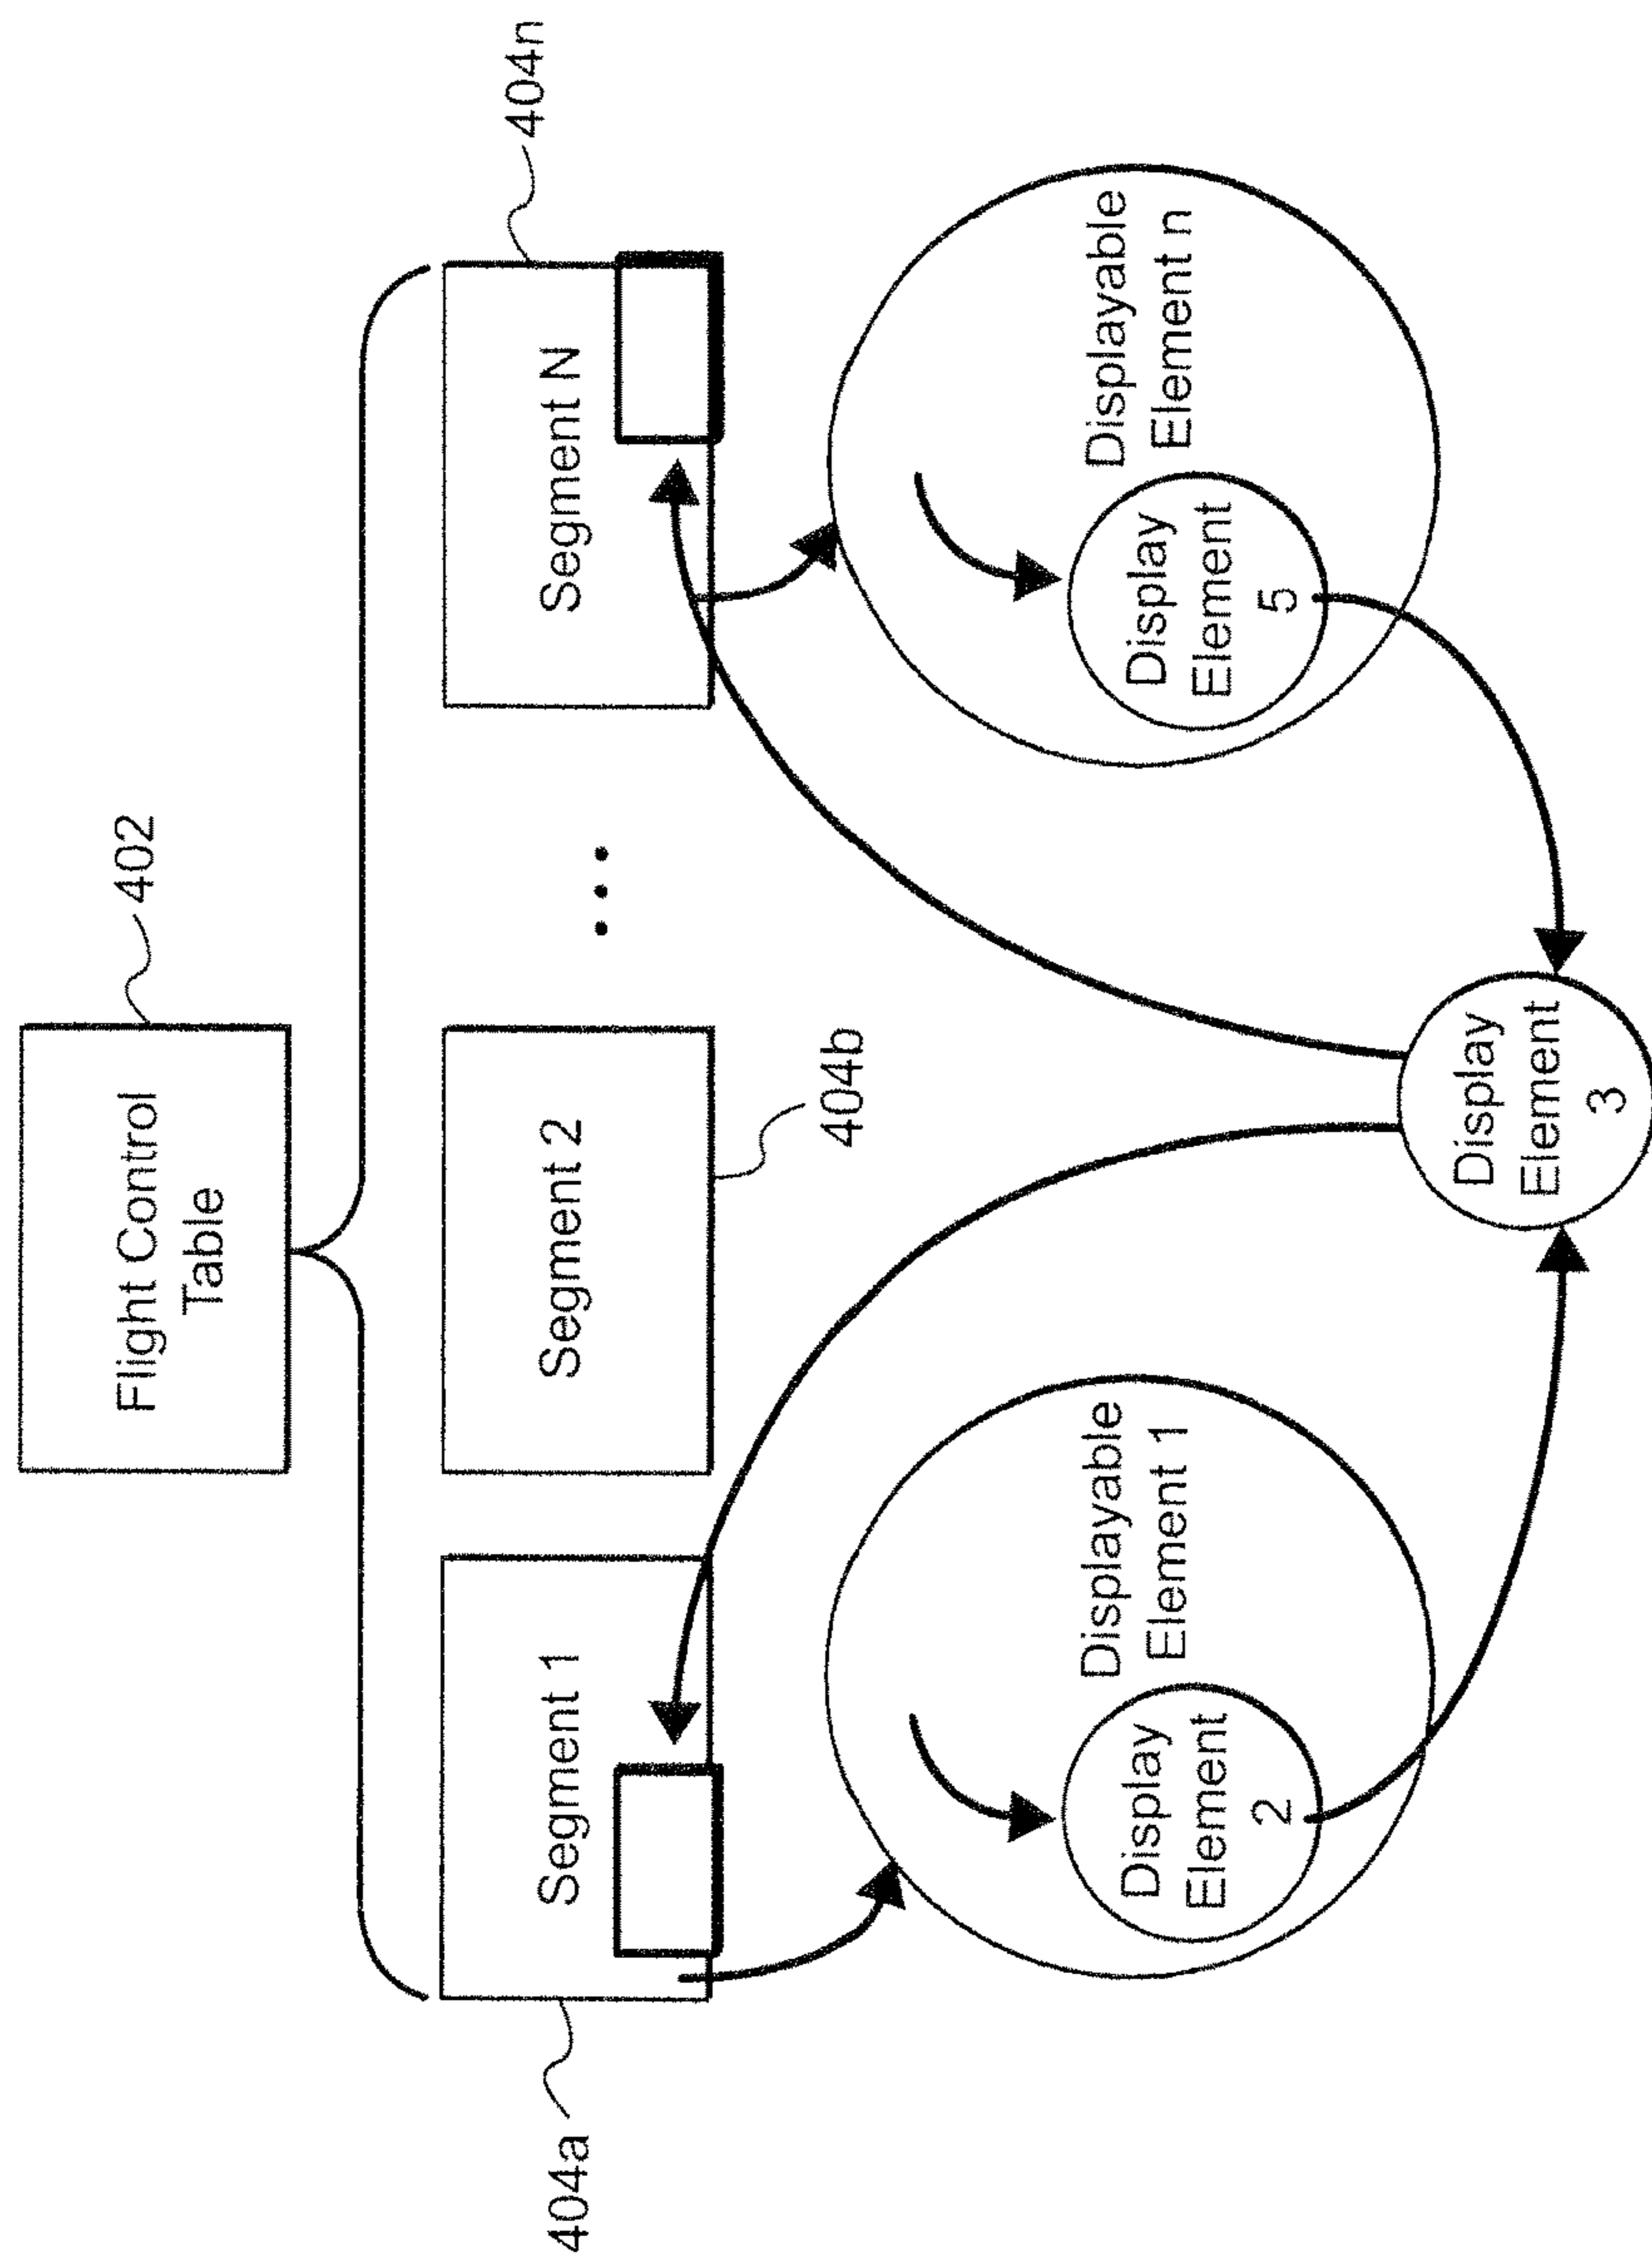 Flight Control
Table
402
404a
Segment 1
Segment 2
404b
...
Segment N
404n
Displayable
Element 1
Display
Element
2
Displayable
Element n
Display
Element
5
Display
Element
3